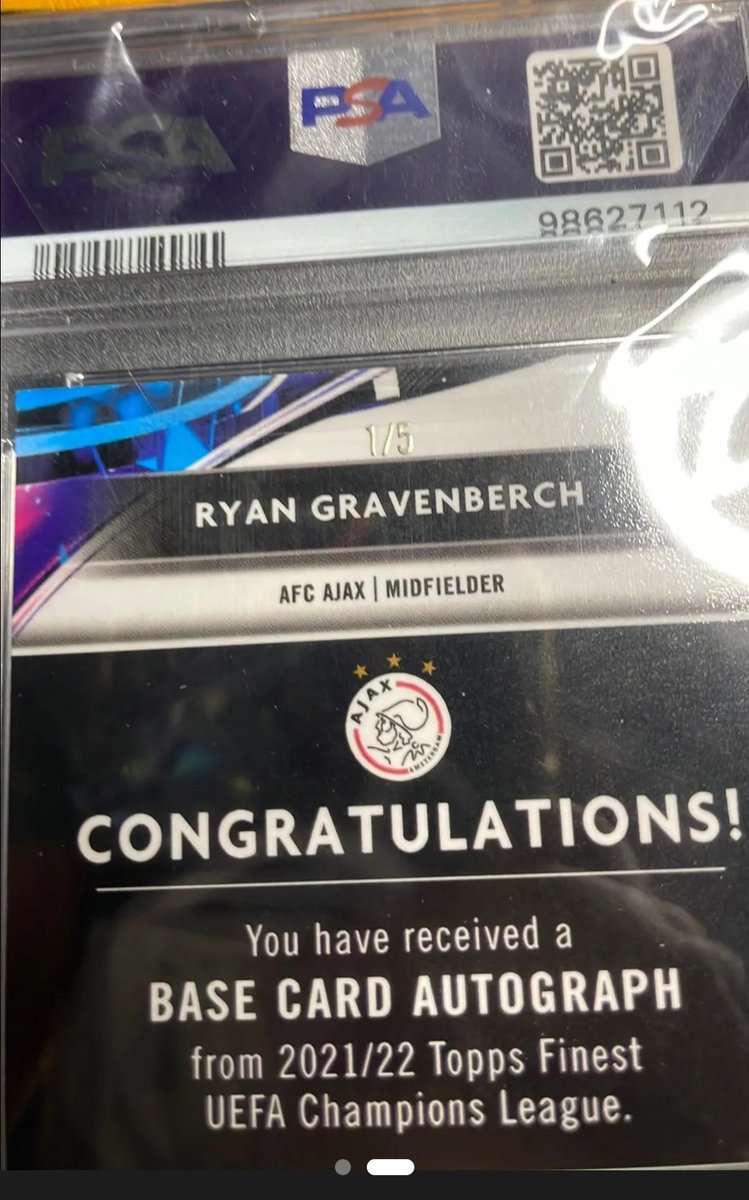 PSA
PSA
98627112
1/5
RYAN GRAVENBERCH
AFC AJAX | MIDFIELDER
AJAX
AMSTERDAM
CONGRATULATIONS!
You have received a
BASE CARD AUTOGRAPH
from 2021/22 Topps Finest
UEFA Champions League.